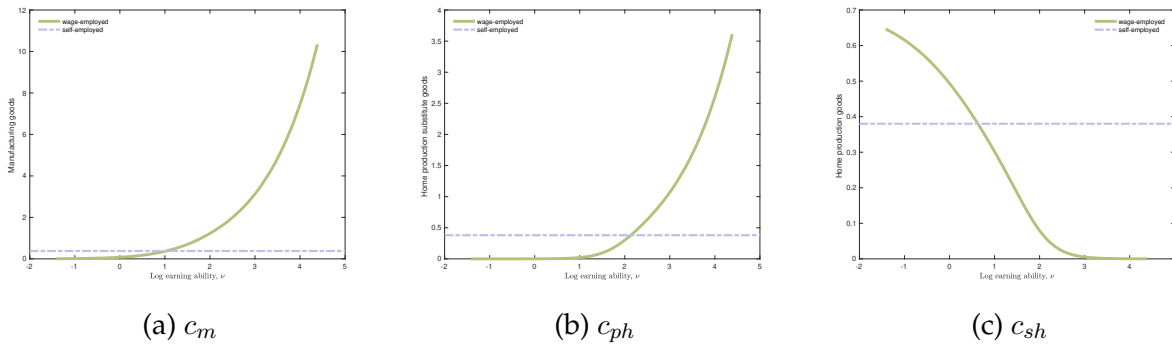 wage-employed
self-employed
Manufacturing goods
12
10
8
6
4
2
0
-2 -1 0 1 2 3 4 5
Log earning ability, ν
(a) c_m
wage-employed
self-employed
Home production substitute goods
4
3.5
3
2.5
2
1.5
1
0.5
0
-2 -1 0 1 2 3 4 5
Log earning ability, ν
(b) c_{ph}
wage-employed
self-employed
Home production goods
0.7
0.6
0.5
0.4
0.3
0.2
0.1
0
-2 -1 0 1 2 3 4
Log earning ability, ν
(c) c_{sh}